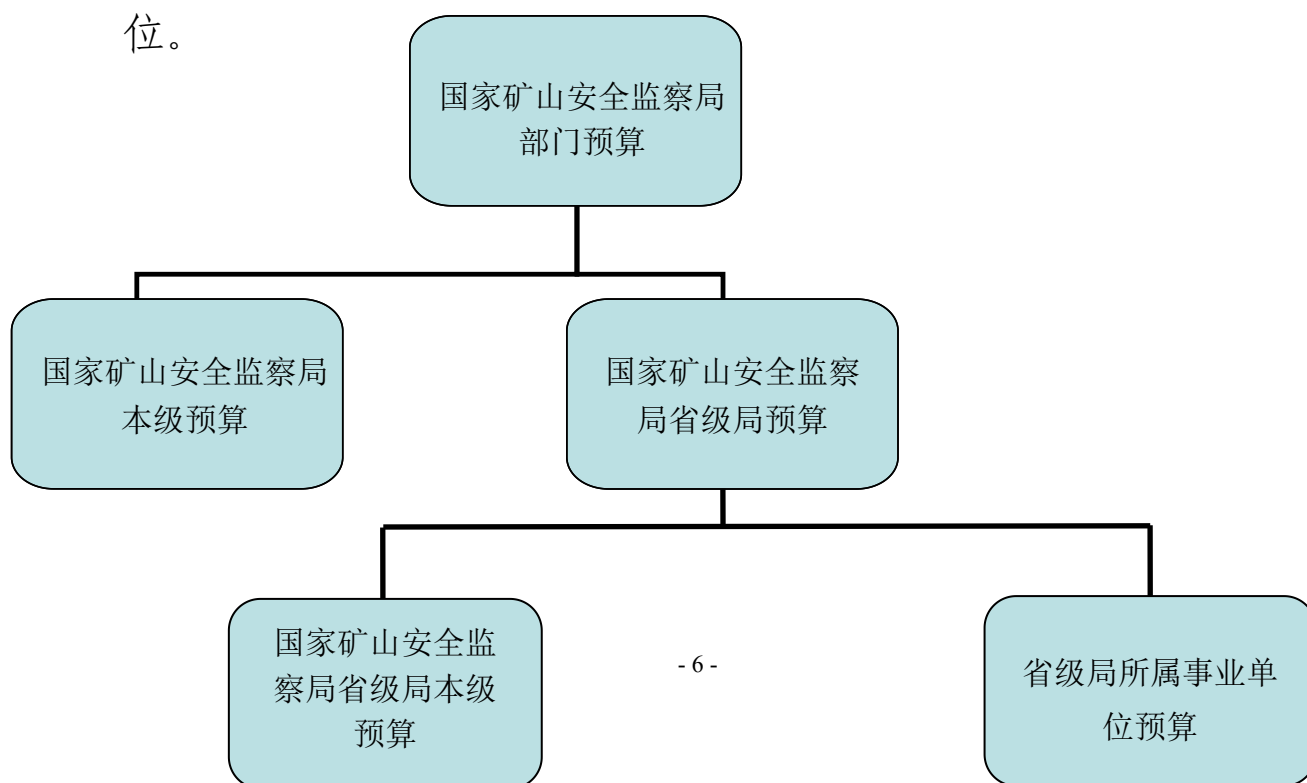 位。
国家矿山安全监察局
部门预算
国家矿山安全监察局
本级预算
国家矿山安全监察
局省级局预算
国家矿山安全监
察局省级局本级
预算
- 6 -
省级局所属事业单
位预算